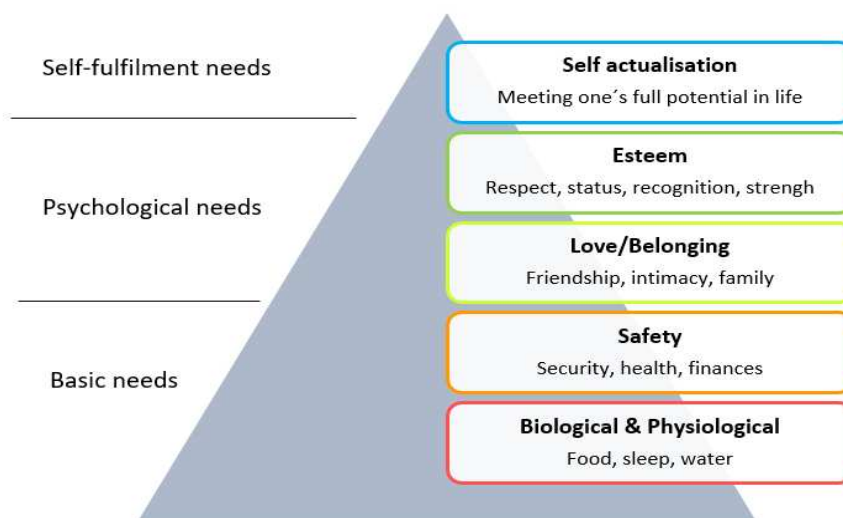 Self-fulfilment needs
Self actualisation
Meeting one´s full potential in life
Esteem
Respect, status, recognition, strengh
Psychological needs
Love/Belonging
Friendship, intimacy, family
Safety
Security, health, finances
Basic needs
Biological & Physiological
Food, sleep, water